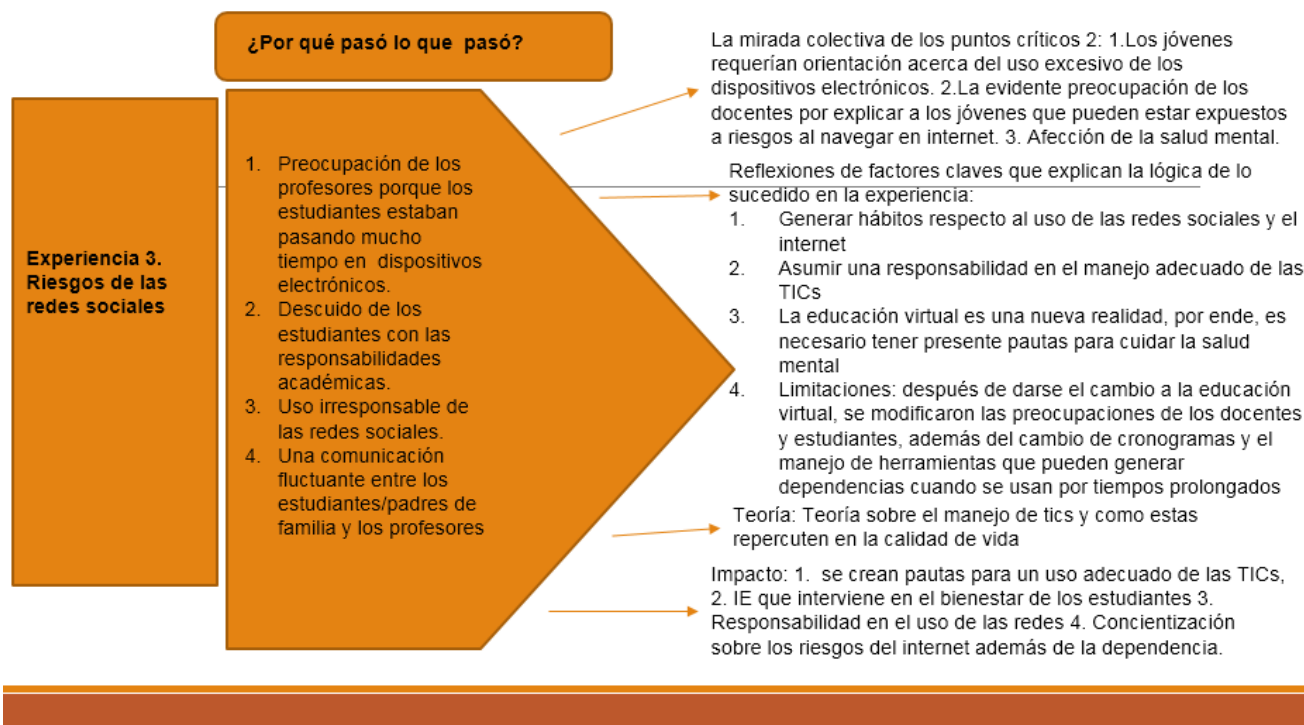 ¿Por qué pasó lo que pasó?
Experiencia 3.
Riesgos de las
redes sociales
1. Preocupación de los
profesores porque los
estudiantes estaban
pasando mucho
tiempo en dispositivos
electrónicos.
2. Descuido de los
estudiantes con las
responsabilidades
académicas.
3. Uso irresponsable de
las redes sociales.
4. Una comunicación
fluctuante entre los
estudiantes/padres de
familia y los profesores
La mirada colectiva de los puntos críticos 2: 1.Los jóvenes
requerían orientación acerca del uso excesivo de los
dispositivos electrónicos. 2.La evidente preocupación de los
docentes por explicar a los jóvenes que pueden estar expuestos
a riesgos al navegar en internet. 3. Afección de la salud mental.
Reflexiones de factores claves que explican la lógica de lo
sucedido en la experiencia:
1. Generar hábitos respecto al uso de las redes sociales y el
internet
2. Asumir una responsabilidad en el manejo adecuado de las
TICs
3. La educación virtual es una nueva realidad, por ende, es
necesario tener presente pautas para cuidar la salud
mental
4. Limitaciones: después de darse el cambio a la educación
virtual, se modificaron las preocupaciones de los docentes
y estudiantes, además del cambio de cronogramas y el
manejo de herramientas que pueden generar
dependencias cuando se usan por tiempos prolongados
Teoría: Teoría sobre el manejo de tics y como estas
repercuten en la calidad de vida
Impacto: 1. se crean pautas para un uso adecuado de las TICs,
2. IE que interviene en el bienestar de los estudiantes 3.
Responsabilidad en el uso de las redes 4. Concientización
sobre los riesgos del internet además de la dependencia.